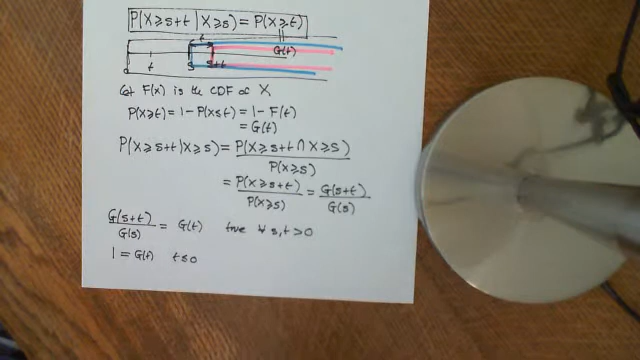 P(X≥s+t | X≥s) = P(X≥t)
t
G(t)
t s s+t
Let F(x) is the CDF of X
P(X≥t) = 1 - P(X≤t) = 1 - F(t)
= G(t)
P(X≥s+t | X≥s) = P(X≥s+t ∩ X≥s) / P(X≥s)
= P(X≥s+t) / P(X≥s) = G(s+t) / G(s)
G(s+t) / G(s) = G(t) true ∀ s,t > 0
1 = G(t) t≤0